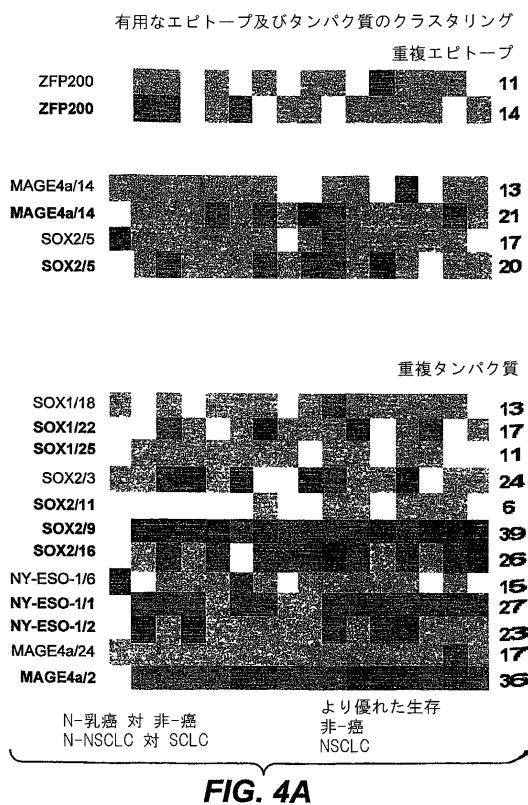 有用なエピトープ及びタンパク質のクラスタリング
重複エピトープ
ZFP200 11
ZFP200 14
MAGE4a/14 13
MAGE4a/14 21
SOX2/5 17
SOX2/5 20
重複タンパク質
SOX1/18 13
SOX1/22 17
SOX1/25 11
SOX2/3 24
SOX2/11 6
SOX2/9 39
SOX2/16 26
NY-ESO-1/6 15
NY-ESO-1/1 27
NY-ESO-1/2 23
MAGE4a/24 17
MAGE4a/2 36
N-乳癌 対 非-癌
N-NSCLC 対 SCLC
より優れた生存
非-癌
NSCLC
FIG. 4A